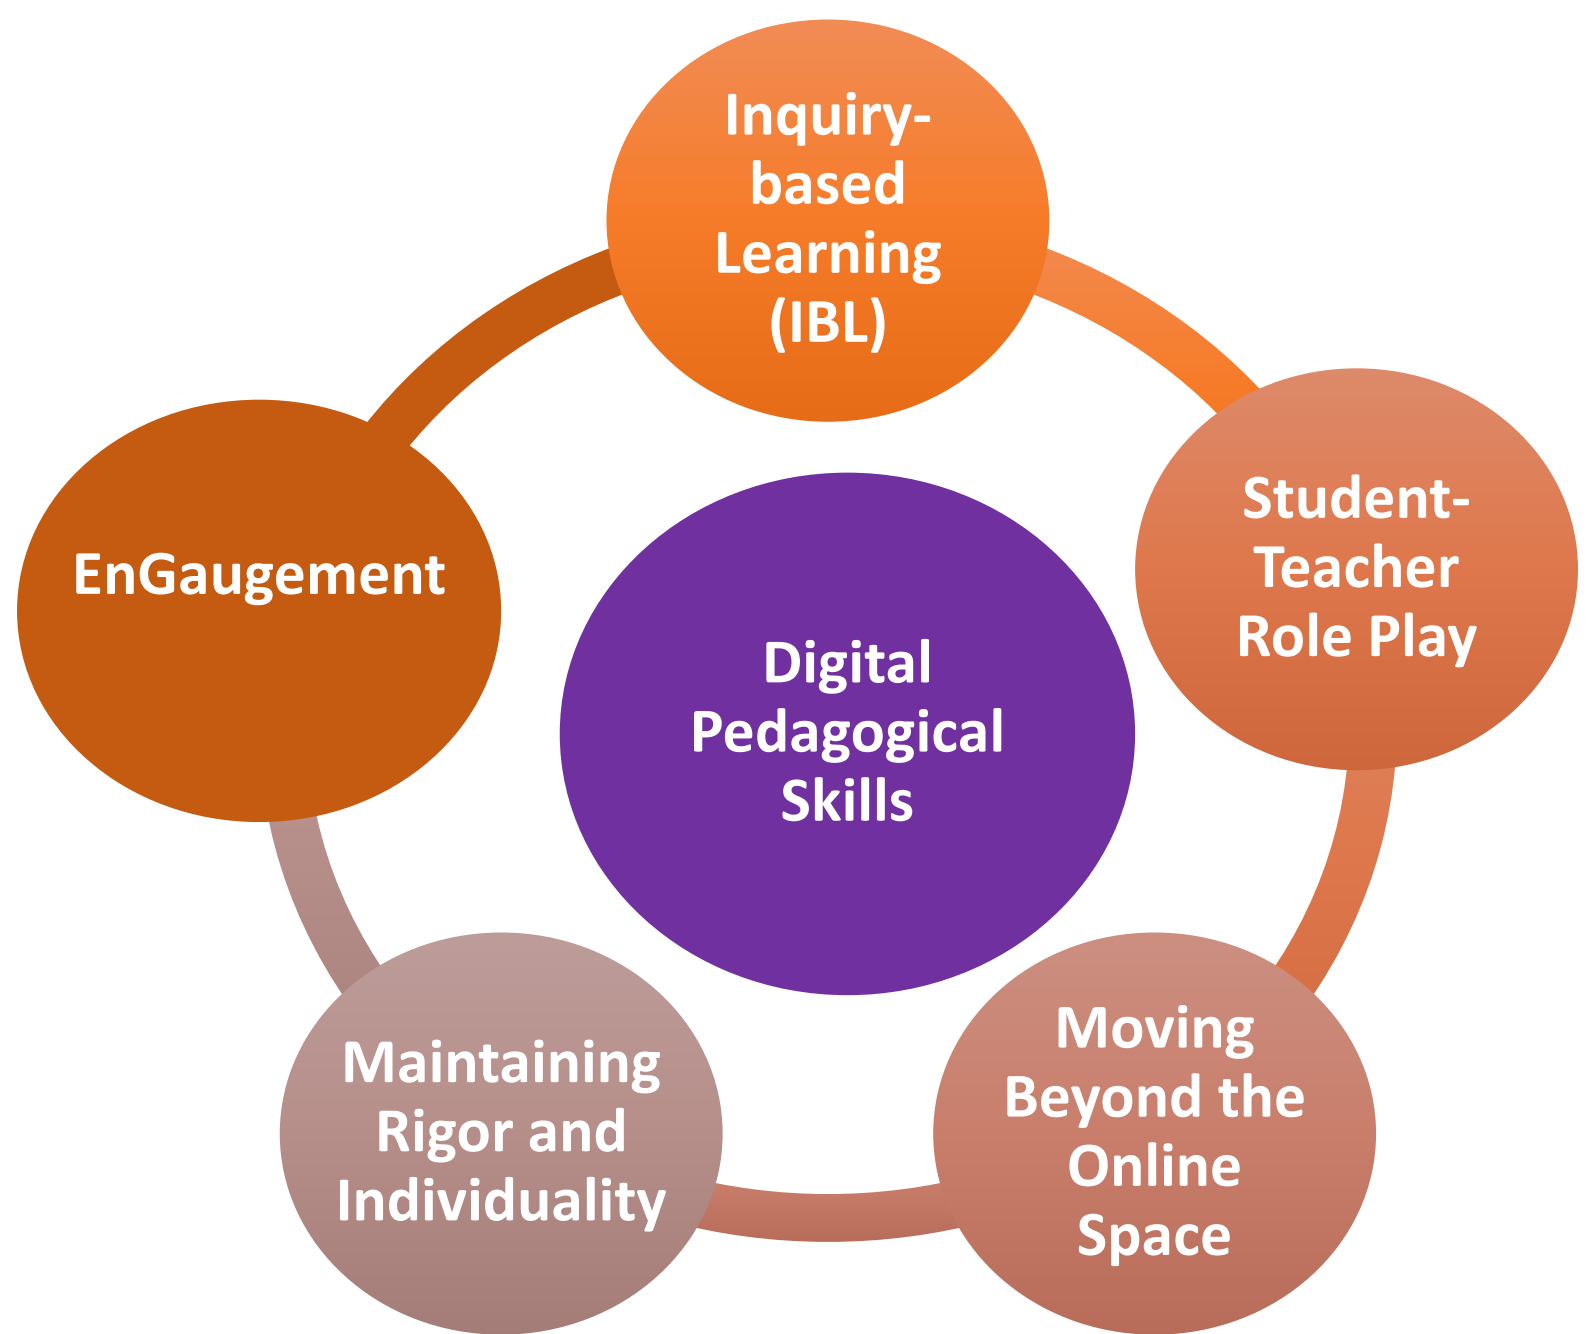 Inquiry-
based
Learning
(IBL)
Student-
Teacher
Role Play
EnGaugement
Digital
Pedagogical
Skills
Moving
Beyond the
Online
Space
Maintaining
Rigor and
Individuality